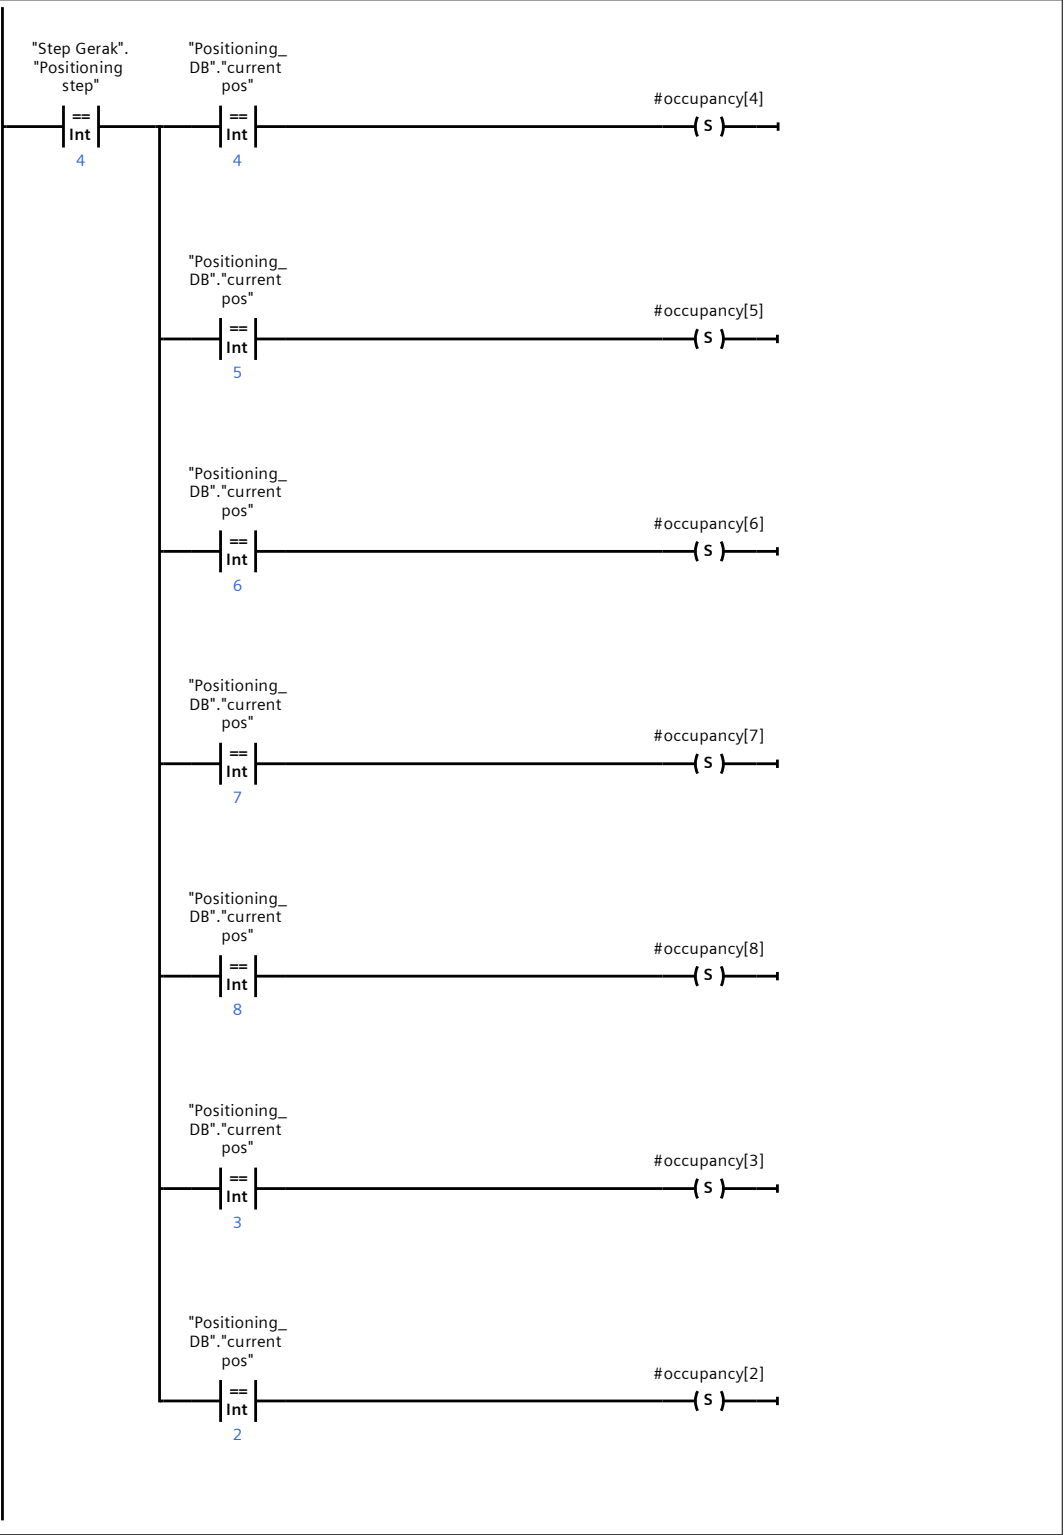 "Step Gerak".
"Positioning
step"
==
Int
4
"Positioning_
DB"."current
pos"
==
Int
4
#occupancy[4]
S
"Positioning_
DB"."current
pos"
==
Int
5
#occupancy[5]
S
"Positioning_
DB"."current
pos"
==
Int
6
#occupancy[6]
S
"Positioning_
DB"."current
pos"
==
Int
7
#occupancy[7]
S
"Positioning_
DB"."current
pos"
==
Int
8
#occupancy[8]
S
"Positioning_
DB"."current
pos"
==
Int
3
#occupancy[3]
S
"Positioning_
DB"."current
pos"
==
Int
2
#occupancy[2]
S